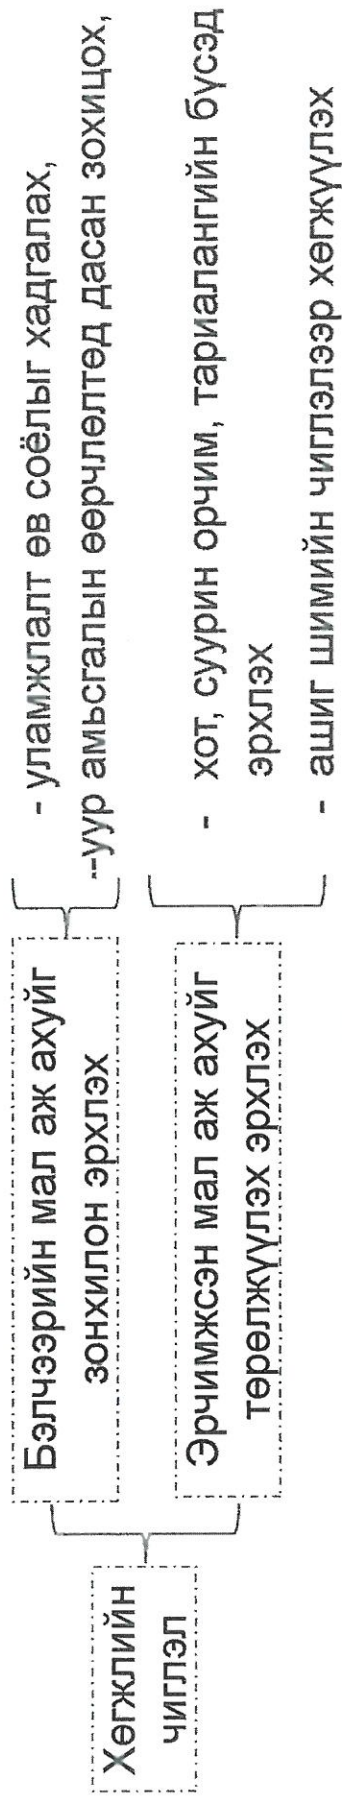 Хөгжлийн
чиглэл
Бэлчээрийн мал аж ахуйг
зонхилон эрхлэх
- уламжлалт өв соёлыг хадгалах,
--уур амьсгалын өөрчлөлтөд дасан зохицох,
Эрчимжсэн мал аж ахуйг
төрөлжүүлэх эрхлэх
- хот, суурин орчим, тариалангийн бүсэд
эрхлэх
- ашиг шимийн чиглэлээр хөгжүүлэх